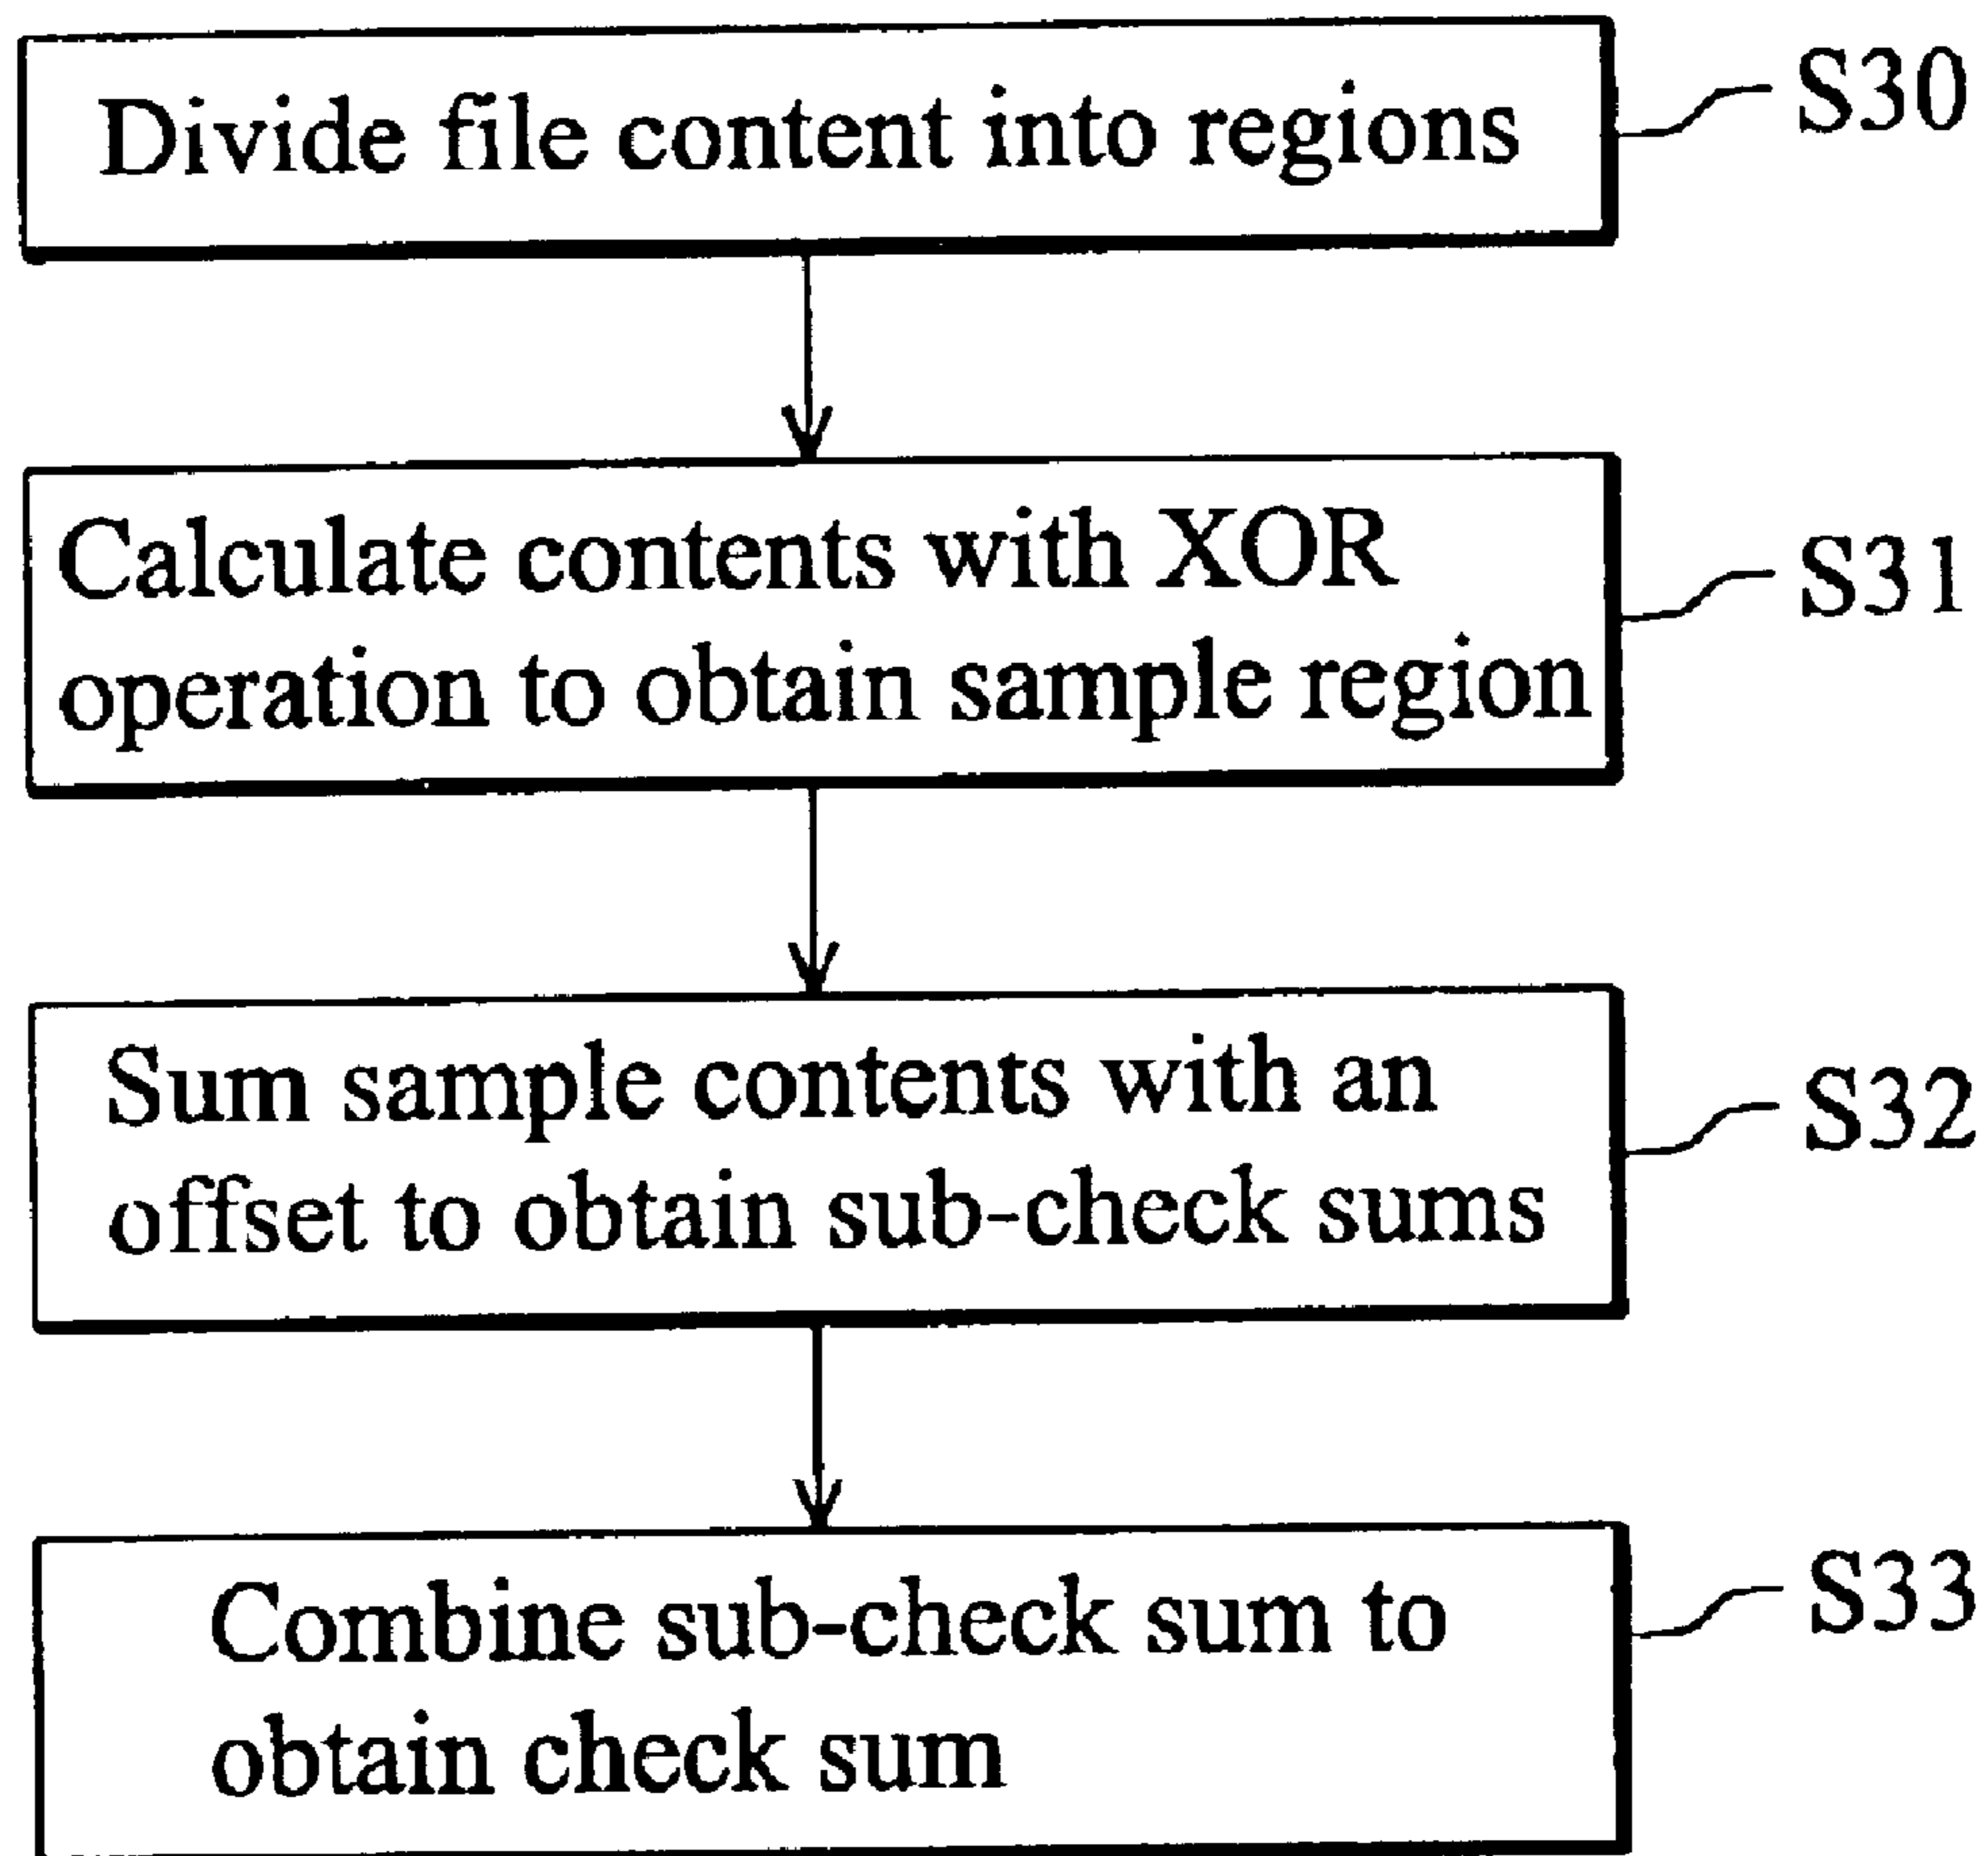 Divide file content into regions
S30
Calculate contents with XOR
operation to obtain sample region
S31
Sum sample contents with an
offset to obtain sub-check sums
S32
Combine sub-check sum to
obtain check sum
S33